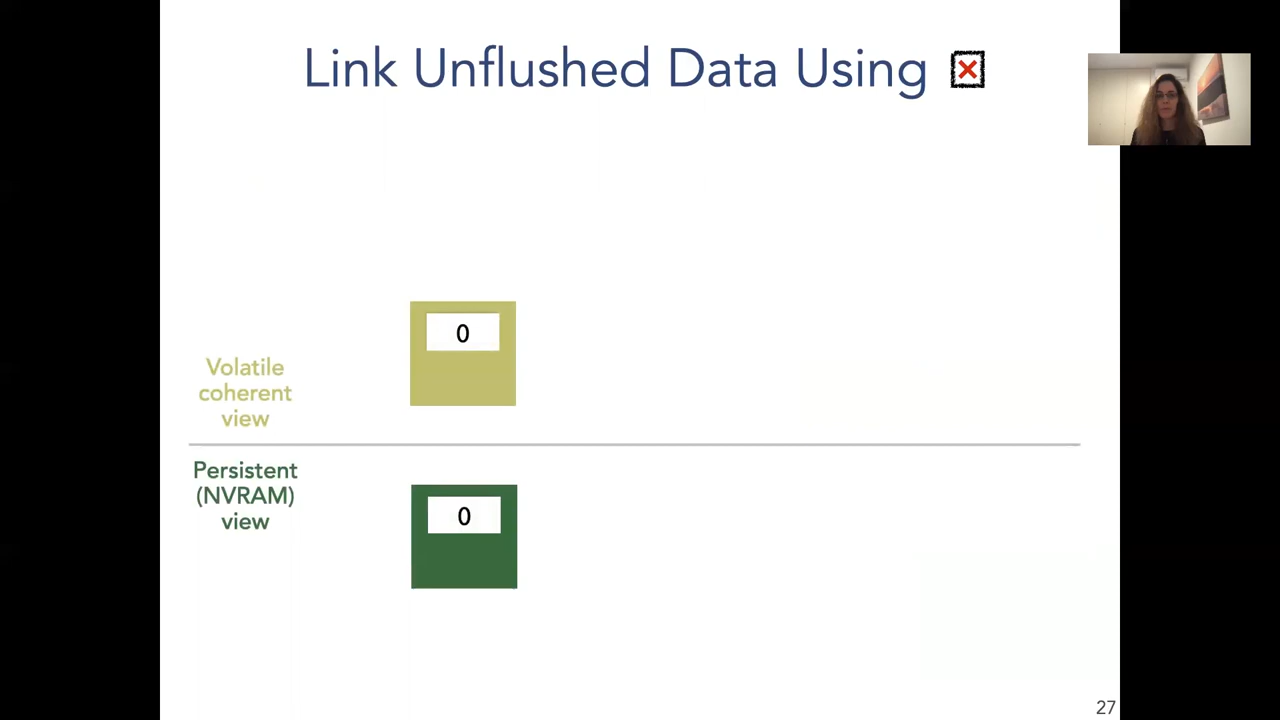 Link Unflushed Data Using
0
Volatile
coherent
view
Persistent
(NVRAM)
view
0
27